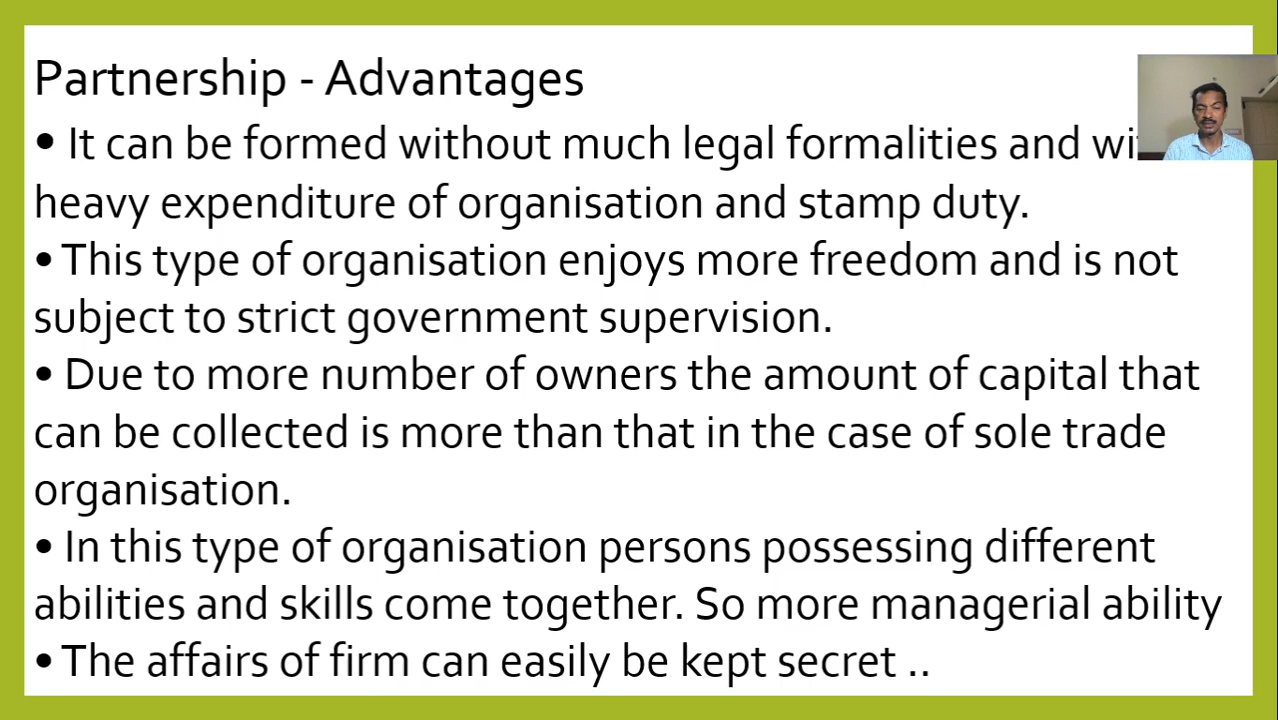 Partnership - Advantages
• It can be formed without much legal formalities and
heavy expenditure of organisation and stamp duty.
• This type of organisation enjoys more freedom and is not
subject to strict government supervision.
• Due to more number of owners the amount of capital that
can be collected is more than that in the case of sole trade
organisation.
• In this type of organisation persons possessing different
abilities and skills come together. So more managerial ability
• The affairs of firm can easily be kept secret ..